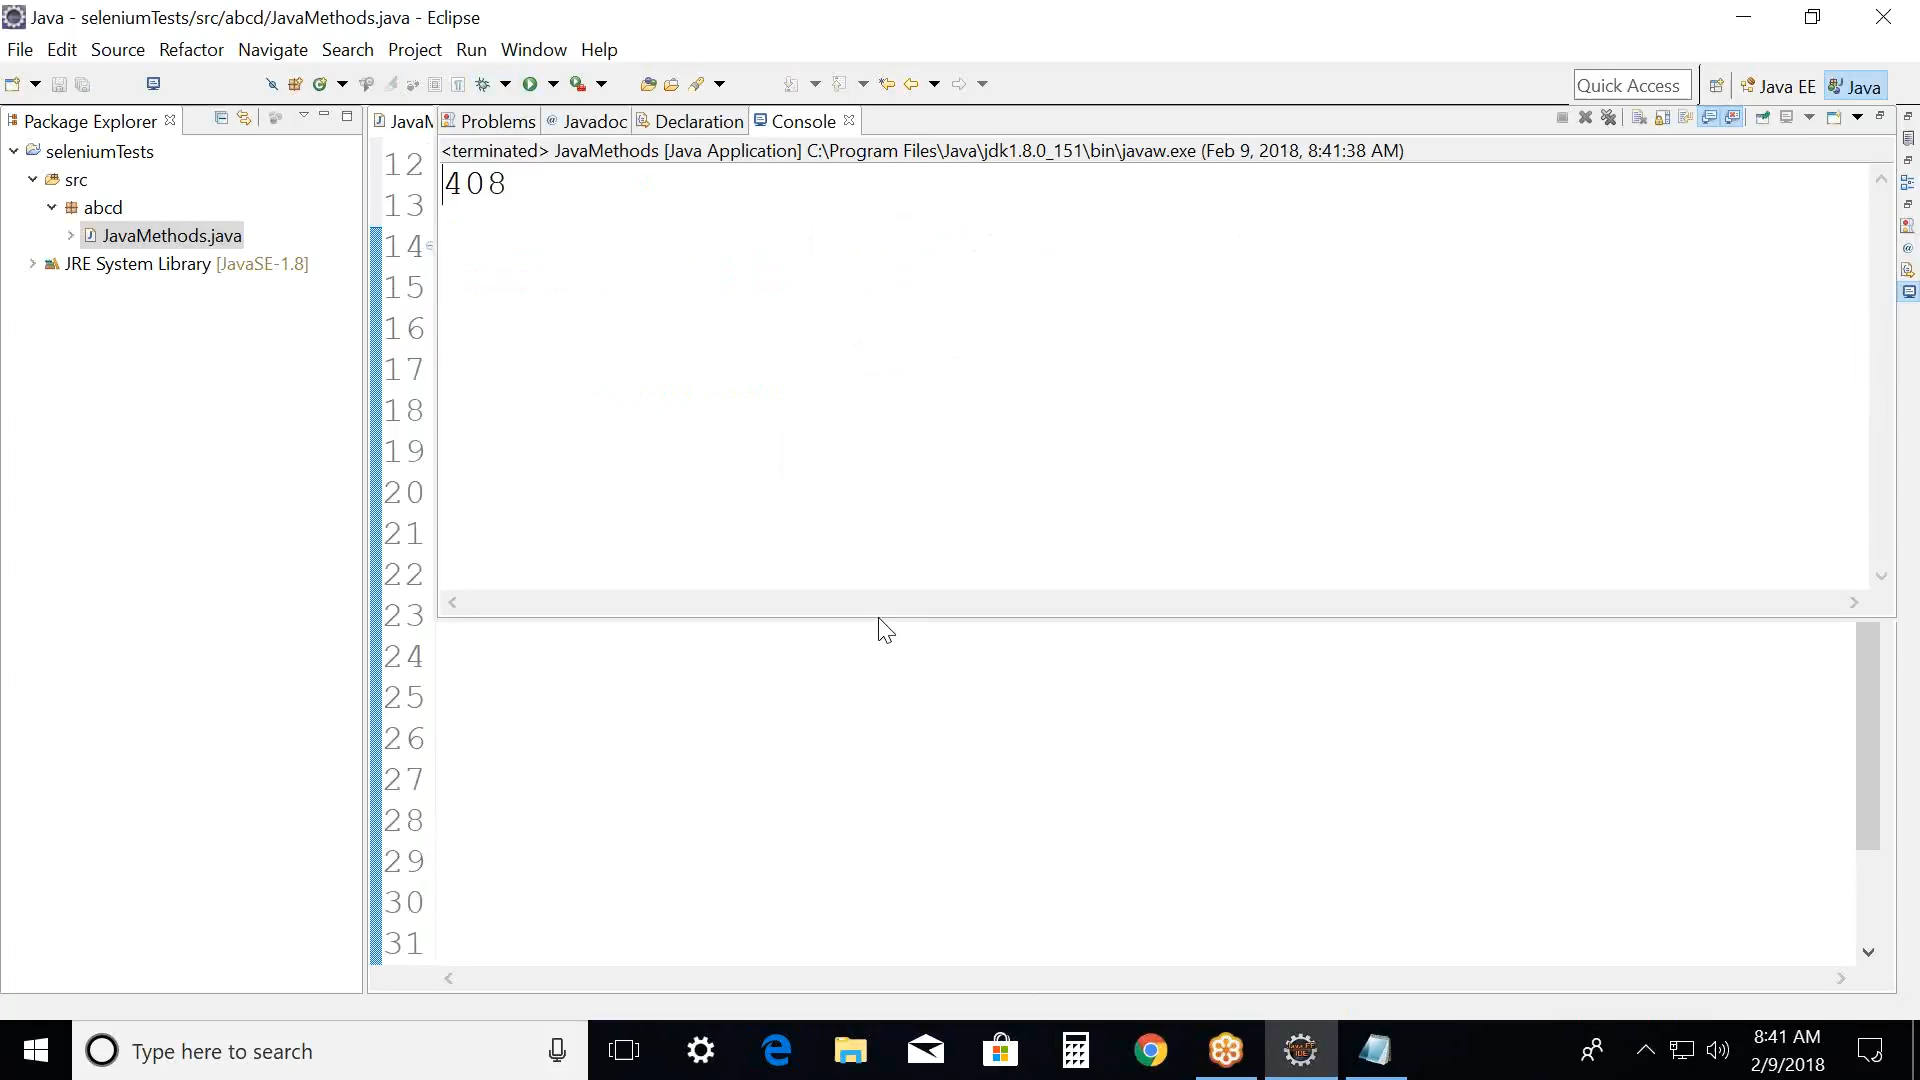 Java - seleniumTests/src/abcd/JavaMethods.java - Eclipse
File Edit Source Refactor Navigate Search Project Run Window Help
Quick Access Java EE Java
Package Explorer JavaM Problems @ Javadoc Declaration Console
seleniumTests
src
abcd
JavaMethods.java
JRE System Library [JavaSE-1.8]
<terminated> JavaMethods [Java Application] C:\Program Files\Java\jdk1.8.0_151\bin\javaw.exe (Feb 9, 2018, 8:41:38 AM)
408
12
13
14
15
16
17
18
19
20
21
22
23
24
25
26
27
28
29
30
31
Type here to search
8:41 AM
2/9/2018